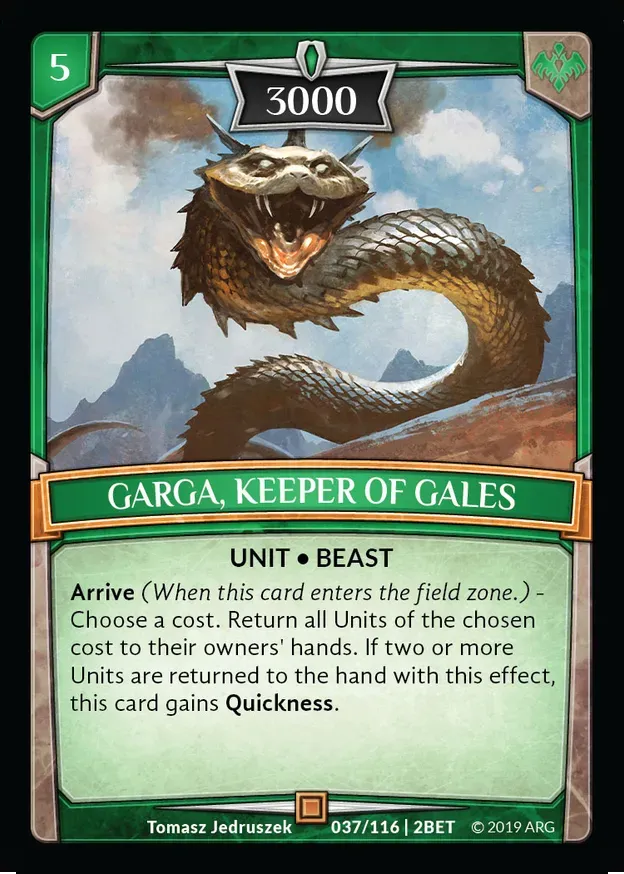 5
3000
GARGA, KEEPER OF GALES
UNIT • BEAST
Arrive (When this card enters the field zone.) -
Choose a cost. Return all Units of the chosen
cost to their owners' hands. If two or more
Units are returned to the hand with this effect,
this card gains Quickness.
Tomasz Jedruszek 037/116 | 2BET © 2019 ARG